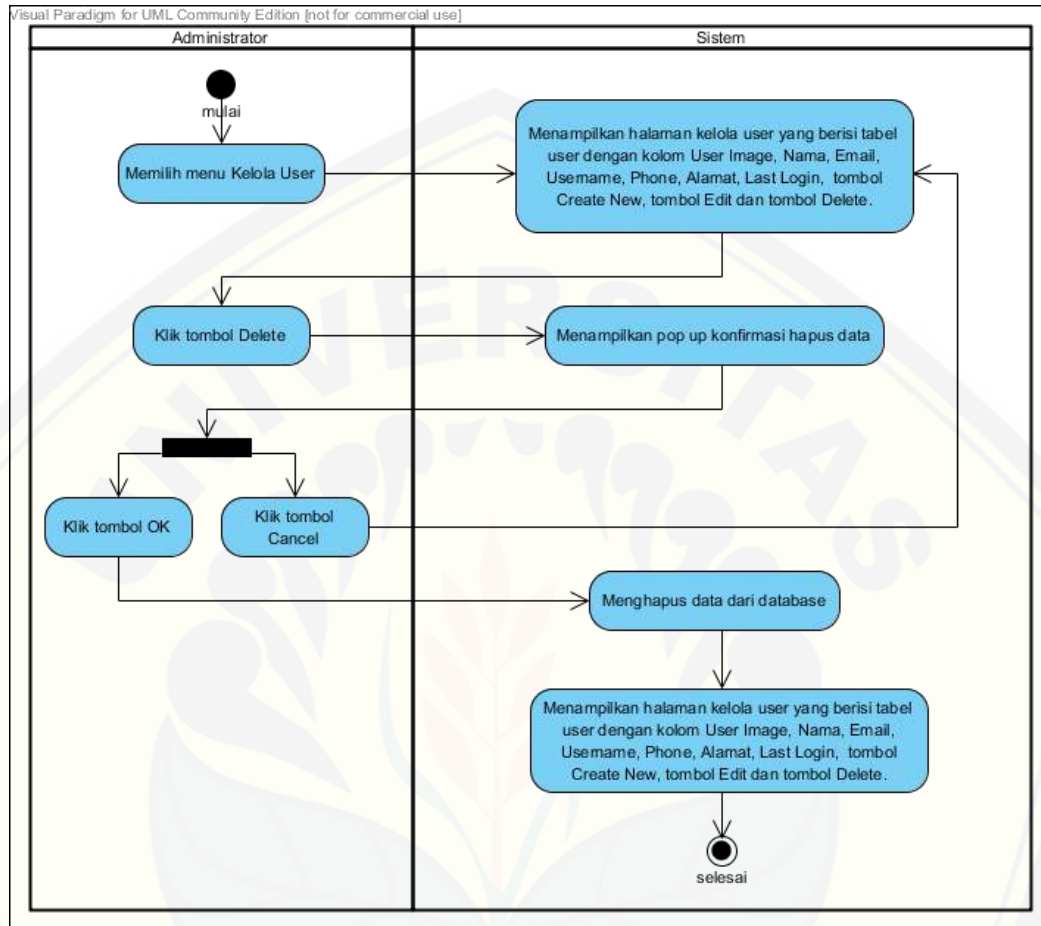 Visual Paradigm for UML Community Edition [not for commercial use]
Administrator
Sistem
mulai
Memilih menu Kelola User
Menampilkan halaman kelola user yang berisi tabel
user dengan kolom User Image, Nama, Email,
Username, Phone, Alamat, Last Login, tombol
Create New, tombol Edit dan tombol Delete.
Klik tombol Delete
Menampilkan pop up konfirmasi hapus data
Klik tombol OK
Klik tombol
Cancel
Menghapus data dari database
Menampilkan halaman kelola user yang berisi tabel
user dengan kolom User Image, Nama, Email,
Username, Phone, Alamat, Last Login, tombol
Create New, tombol Edit dan tombol Delete.
selesai
UNIVERSITAS